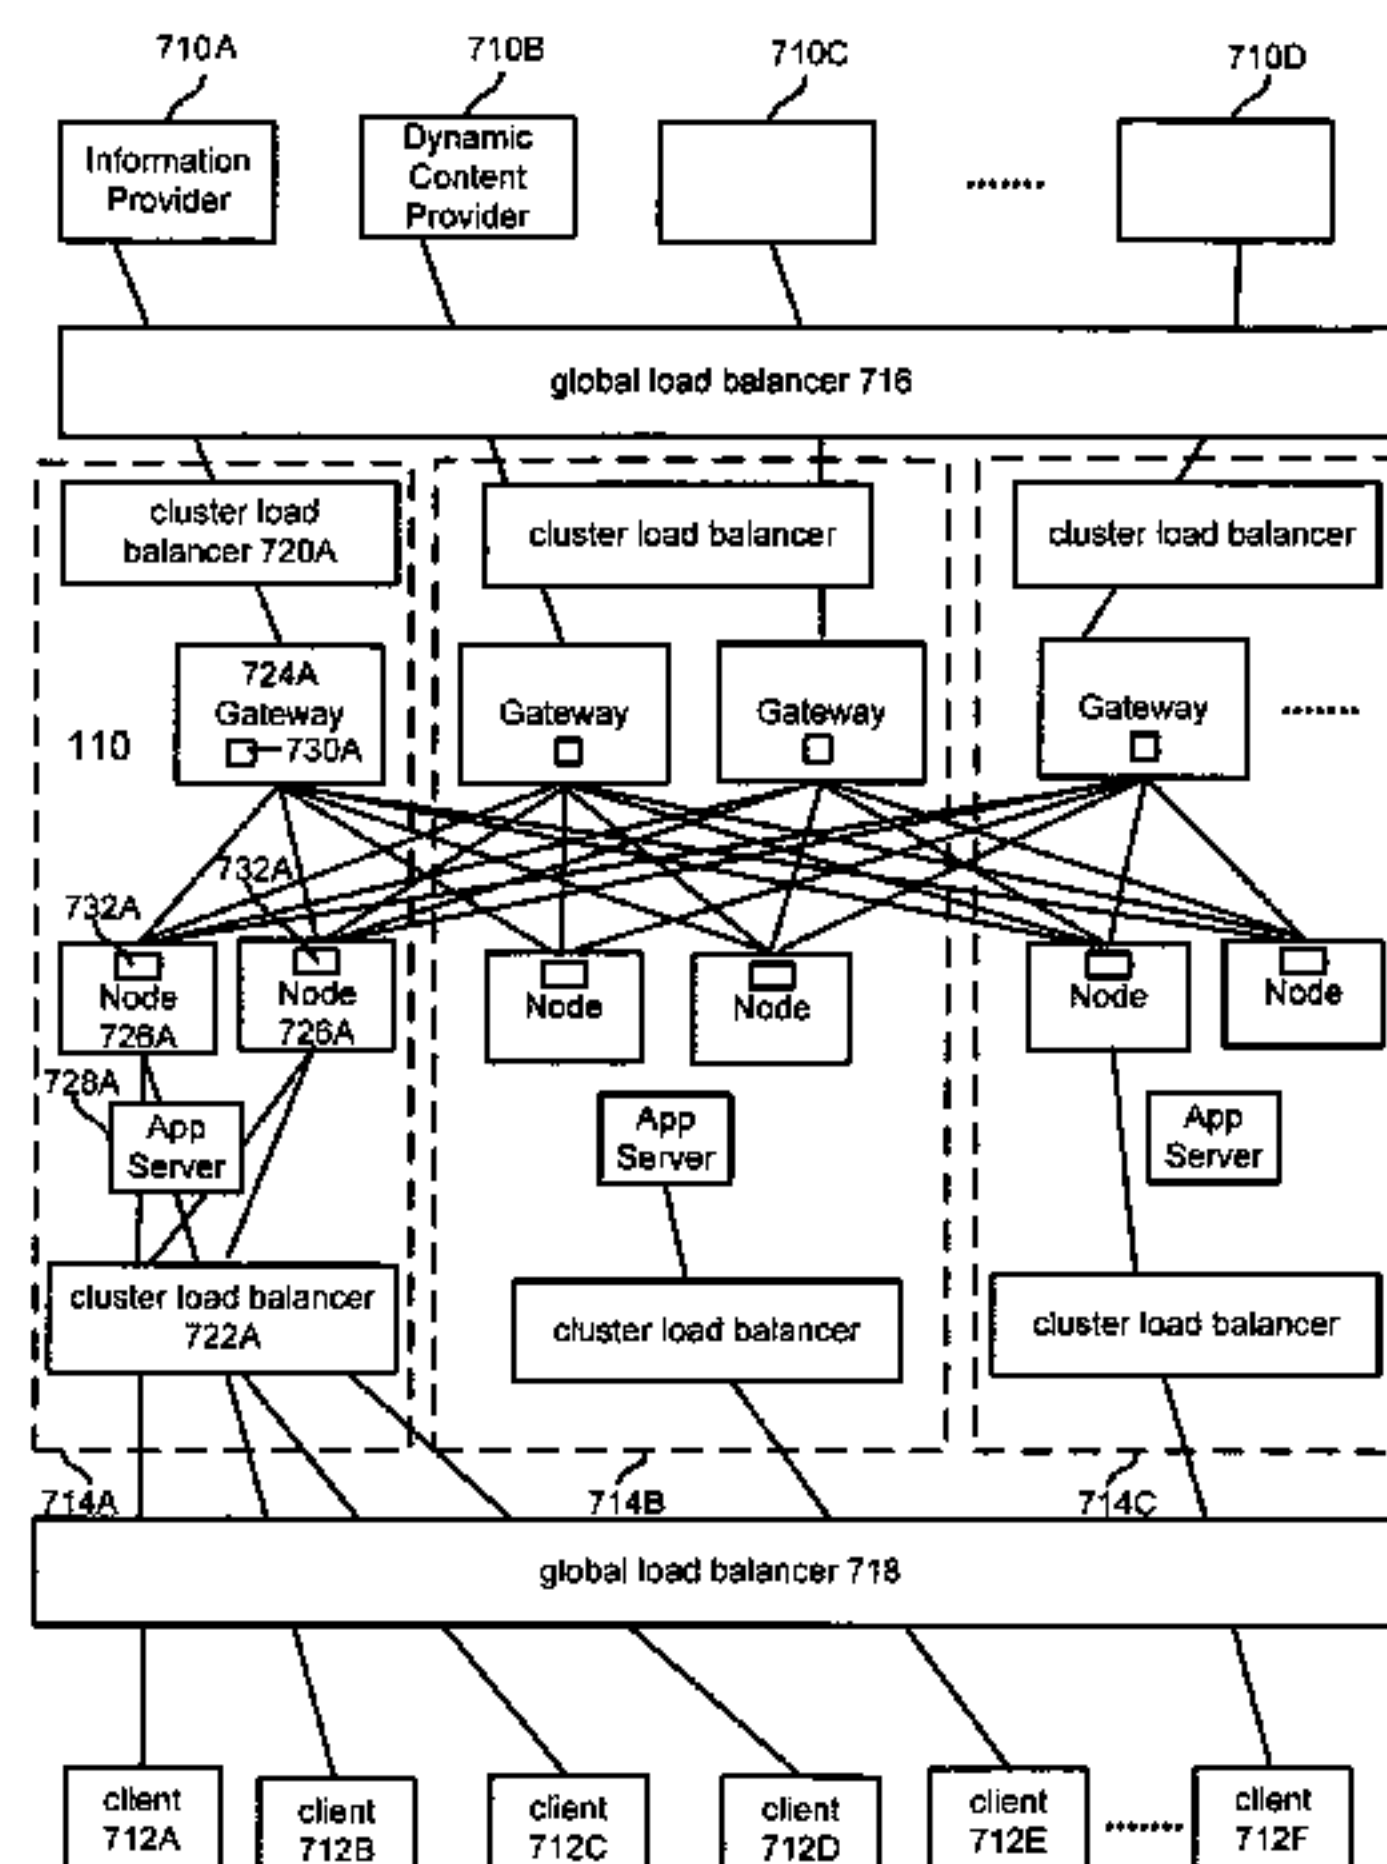 710A
710B
710C
710D
Information
Provider
Dynamic
Content
Provider
.......
global load balancer 716
cluster load
balancer 720A
cluster load balancer
cluster load balancer
724A
Gateway
730A
110
Gateway
Gateway
Gateway
.......
732A
732A
Node
726A
Node
726A
Node
Node
Node
Node
728A
App
Server
App
Server
App
Server
cluster load balancer
722A
cluster load balancer
cluster load balancer
714A
714B
714C
global load balancer 718
client
712A
client
712B
client
712C
client
712D
client
712E
.......
client
712F